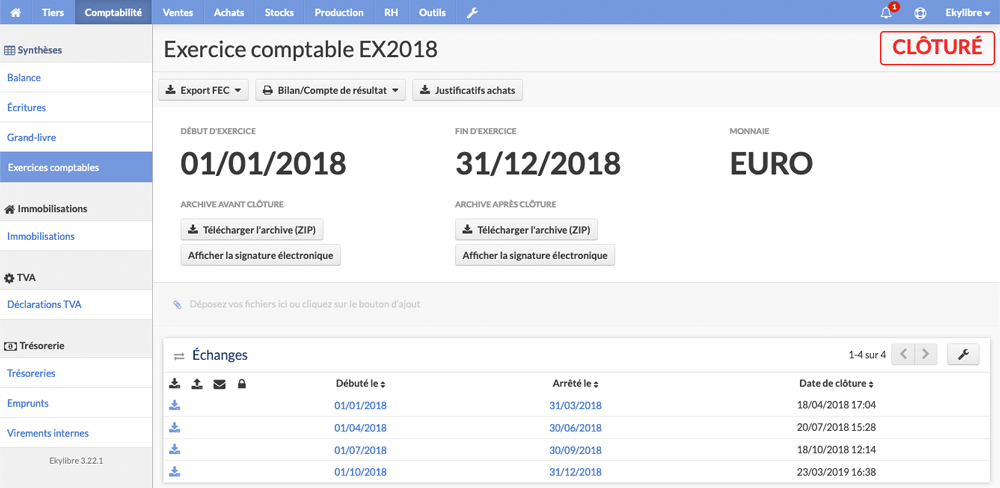 Tiers Comptabilité Ventes Achats Stocks Production RH Outils 1 Ekylibre
Synthèses
Balance
Écritures
Grand-livre
Exercices comptables
Immobilisations
Immobilisations
TVA
Déclarations TVA
Trésorerie
Trésoreries
Emprunts
Virements internes
Ekylibre 3.22.1
Exercice comptable EX2018
CLÔTURÉ
Export FEC Bilan/Compte de résultat Justificatifs achats
DÉBUT D'EXERCICE FIN D'EXERCICE MONNAIE
01/01/2018 31/12/2018 EURO
ARCHIVE AVANT CLÔTURE ARCHIVE APRÈS CLÔTURE
Télécharger l'archive (ZIP) Télécharger l'archive (ZIP)
Afficher la signature électronique Afficher la signature électronique
Déposez vos fichiers ici ou cliquez sur le bouton d'ajout
Échanges 1-4 sur 4
Débuté le Arrêté le Date de clôture
01/01/2018 31/03/2018 18/04/2018 17:04
01/04/2018 30/06/2018 20/07/2018 15:28
01/07/2018 30/09/2018 18/10/2018 12:14
01/10/2018 31/12/2018 23/03/2019 16:38